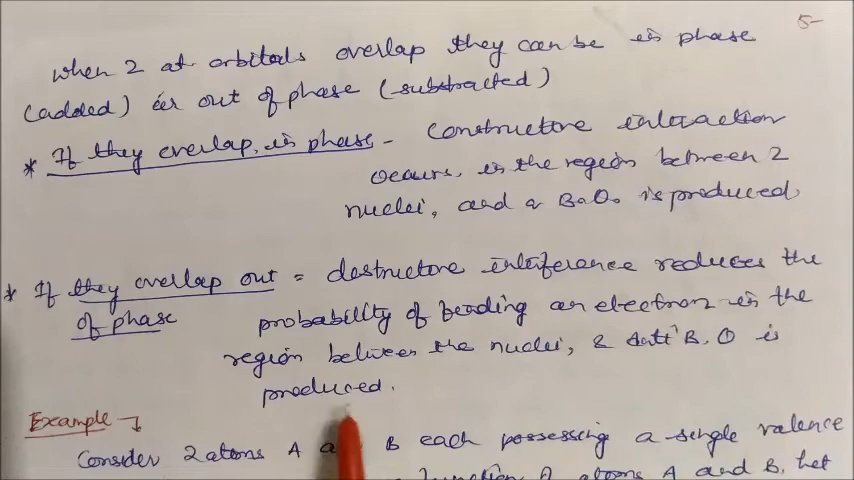 5-
when 2 at. orbitals overlap they can be in phase
(added) or out of phase (substracted)
* If they overlap in phase - constructive interaction
occurs, in the region between 2
nuclei, and a B.O. is produced
* If they overlap out = destructive interference reduces the
of phase probability of finding an electron in the
region between the nuclei, & anti B.O is
produced.
Example
Consider 2 atoms A B each possessing a single valence
function atoms A and B, let